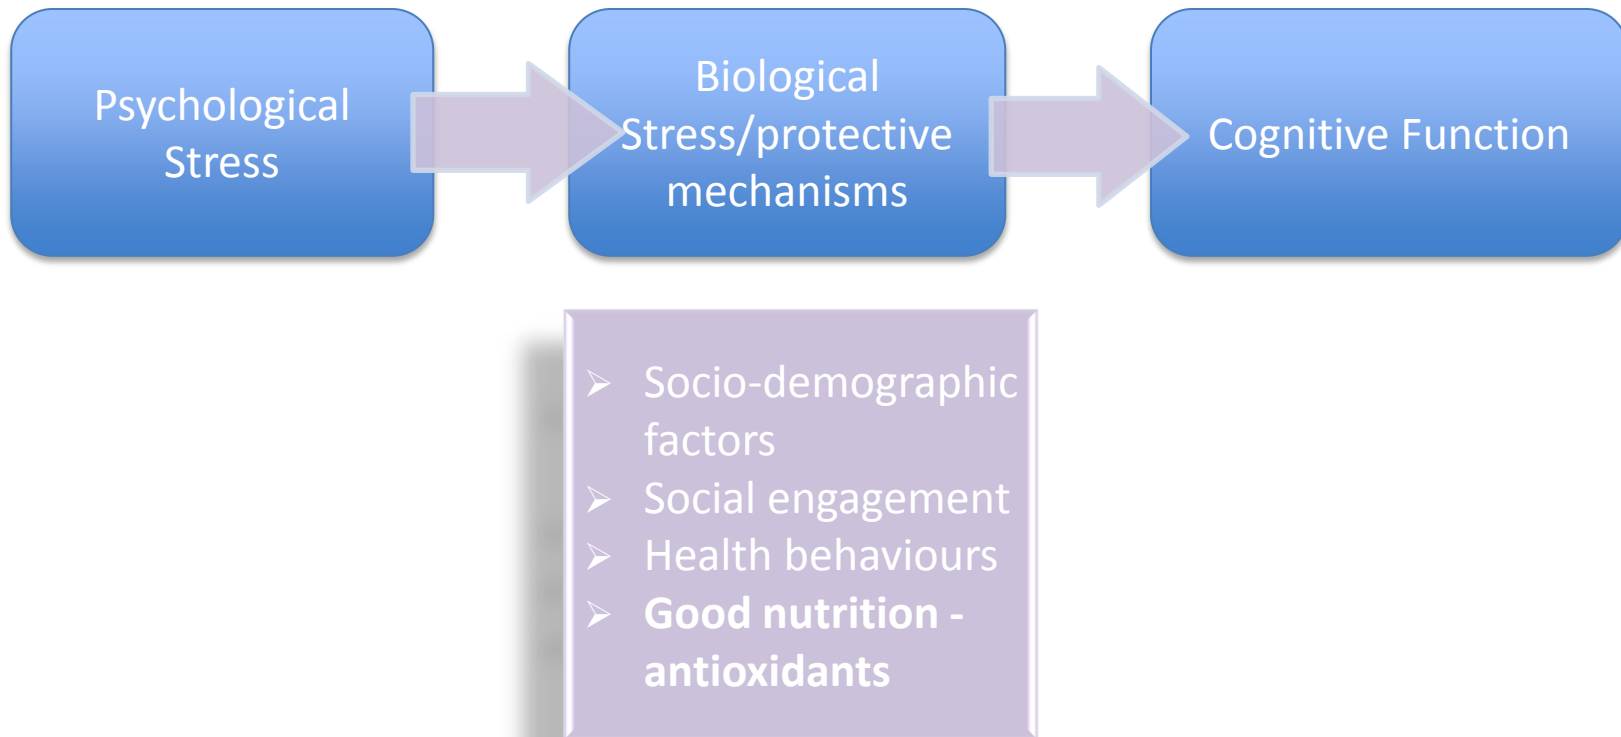 Psychological
Stress
Biological
Stress/protective
mechanisms
Cognitive Function
➢ Socio-demographic
factors
➢ Social engagement
➢ Health behaviours
➢ Good nutrition -
antioxidants